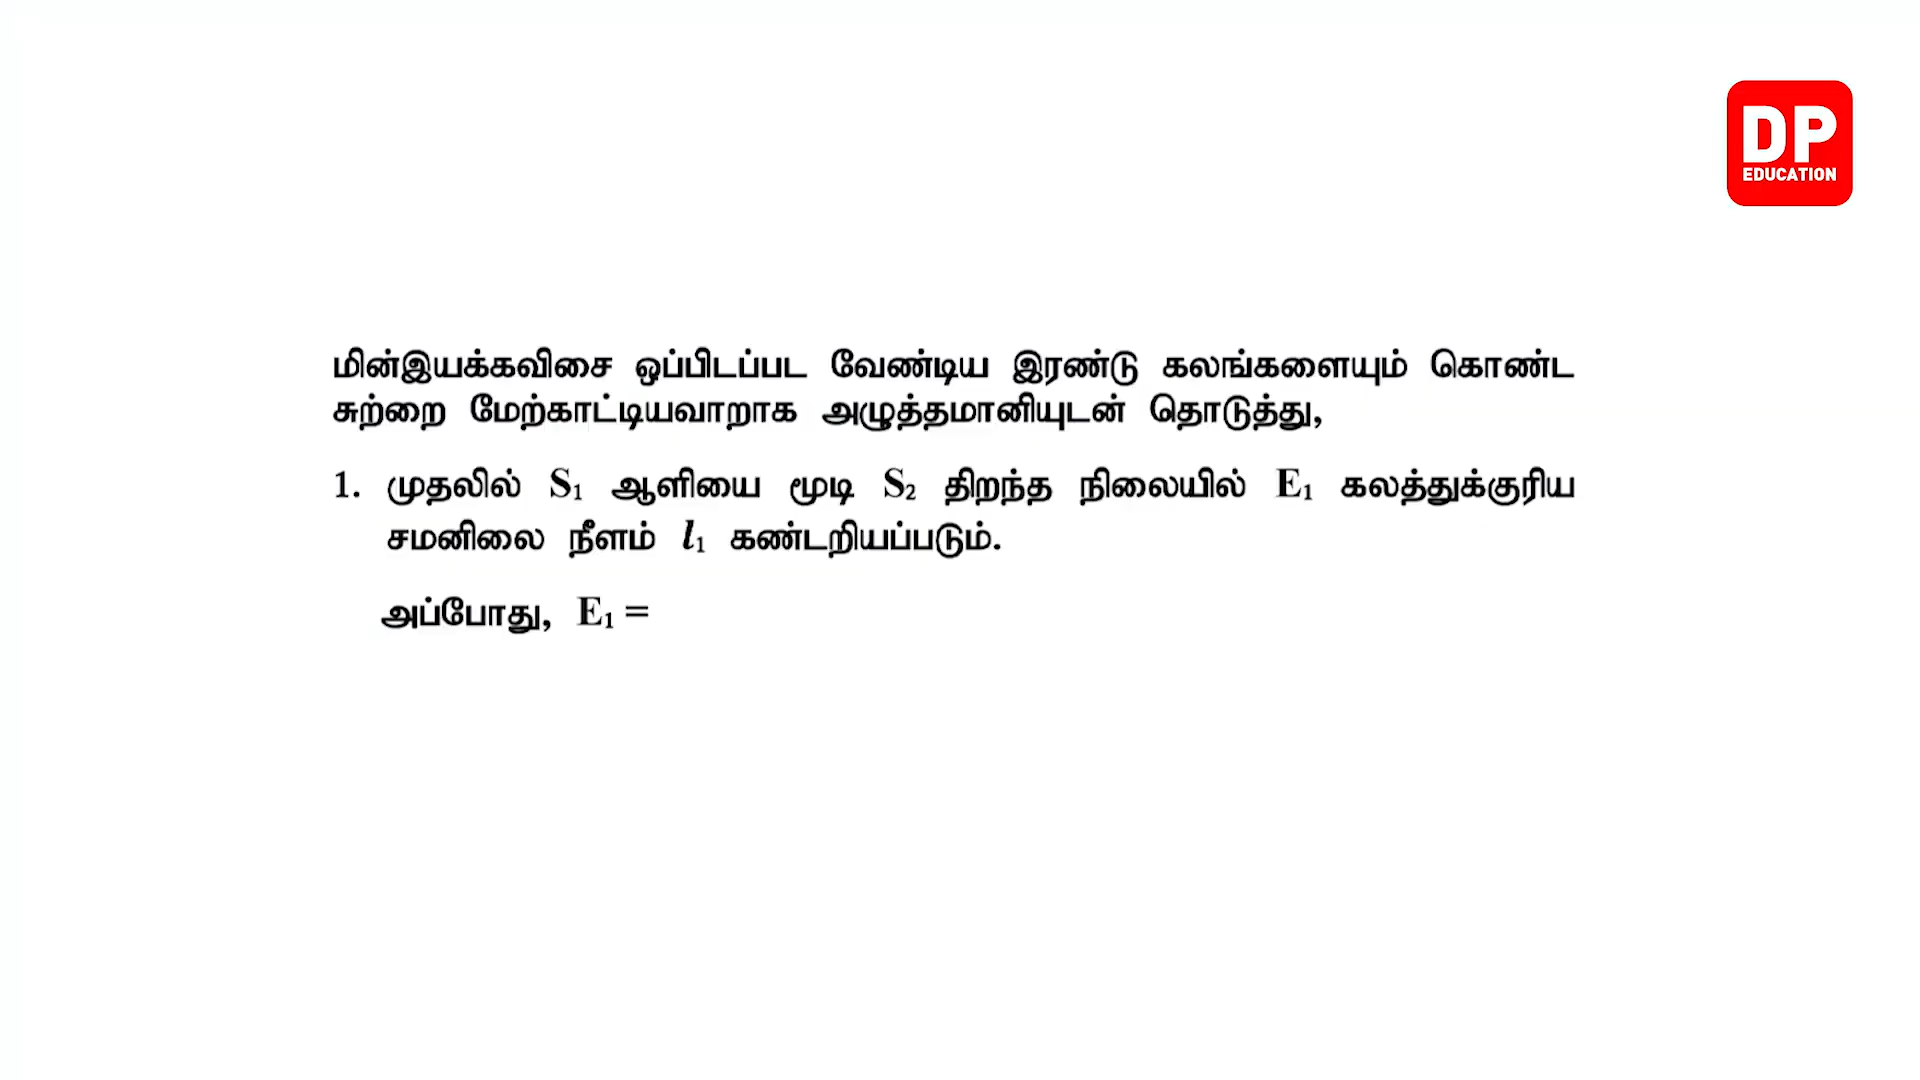 DP
EDUCATION
மின்இயக்கவிசை ஒப்பிடப்பட வேண்டிய இரண்டு கலங்களையும் கொண்ட
சுற்றை மேற்காட்டியவாறாக அழுத்தமானியுடன் தொடுத்து,
1. முதலில் S₁ ஆளியை மூடி S₂ திறந்த நிலையில் E₁ கலத்துக்குரிய
சமனிலை நீளம் l₁ கண்டறியப்படும்.
அப்போது, E₁ =